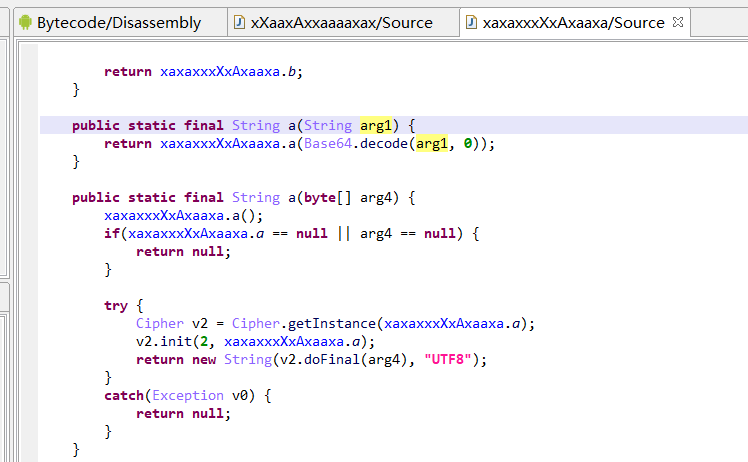 Bytecode/Disassembly
xXaaxAxxaaaaxax/Source
xaxaxxxXxAxaaxa/Source
return xaxaxxxXxAxaaxa.b;
}
public static final String a(String arg1) {
return xaxaxxxXxAxaaxa.a(Base64.decode(arg1, 0));
}
public static final String a(byte[] arg4) {
xaxaxxxXxAxaaxa.a();
if(xaxaxxxXxAxaaxa.a == null || arg4 == null) {
return null;
}
try {
Cipher v2 = Cipher.getInstance(xaxaxxxXxAxaaxa.a);
v2.init(2, xaxaxxxXxAxaaxa.a);
return new String(v2.doFinal(arg4), "UTF8");
}
catch(Exception v0) {
return null;
}
}